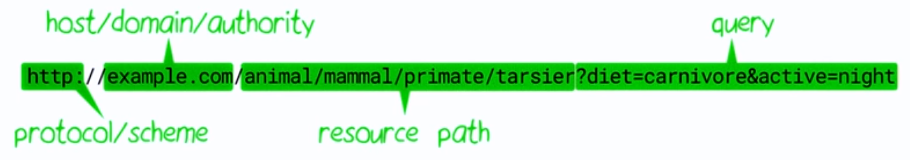 host/domain/authority query
http://example.com/animal/mammal/primate/tarsier?diet=carnivore&active=night
protocol/scheme resource path